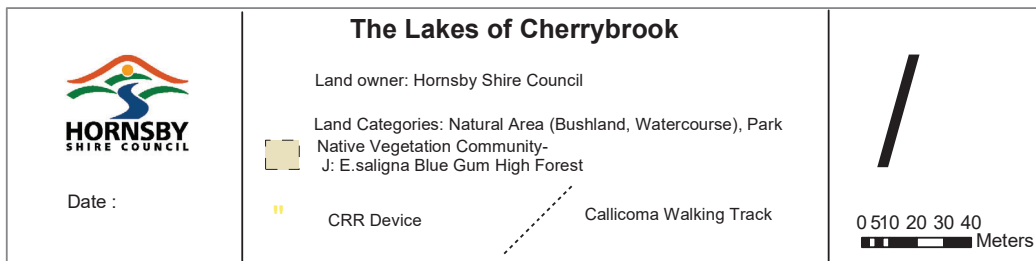 The Lakes of Cherrybrook
HORNSBY
SHIRE COUNCIL
Date :
Land owner: Hornsby Shire Council
Land Categories: Natural Area (Bushland, Watercourse), Park
Native Vegetation Community-
J: E.saligna Blue Gum High Forest
" CRR Device
Callicoma Walking Track
/
0 510 20 30 40
Meters